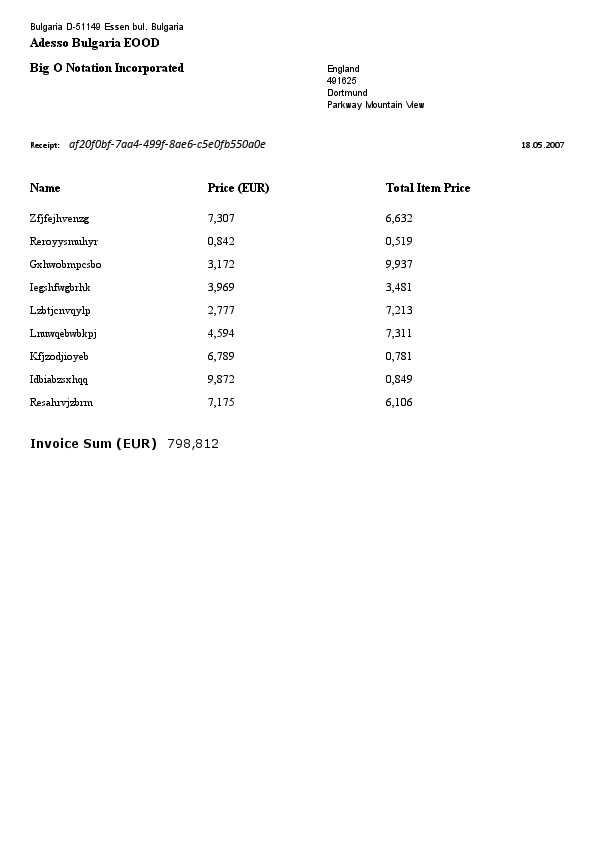 Bulgaria D-51149 Essen bul. Bulgaria
Adesso Bulgaria EOOD
Big O Notation Incorporated
England
491625
Dortmund
Parkway Mountain View
Receipt: af20f0bf-7aa4-499f-8ae6-c5e0fb550a0e 18.05.2007
Name Price (EUR) Total Item Price
Zfjfejhvenzg 7,307 6,632
Reroyysmuhyr 0,842 0,519
Gxhwobmpcsbo 3,172 9,937
Iegshfwgbrhk 3,969 3,481
Lzbtjcnvqylp 2,777 7,213
Lmuwqebwbkpj 4,594 7,311
Kfjzodjioyeb 6,789 0,781
Idbiabzsxhqq 9,872 0,849
Resahrvjzbrm 7,175 6,106
Invoice Sum (EUR) 798,812